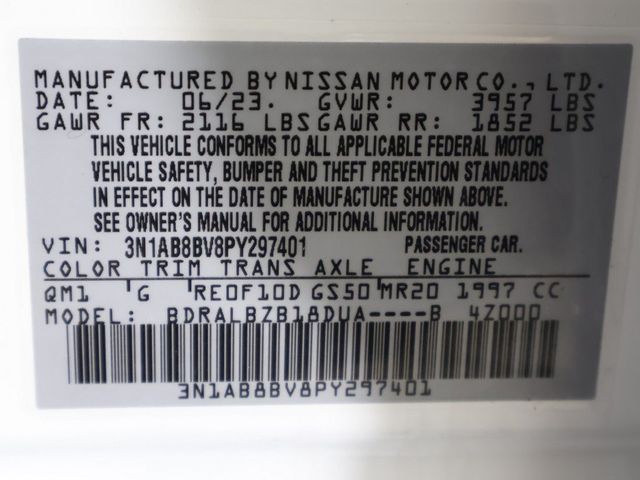 MANUFACTURED BY NISSAN MOTOR CO., LTD.
DATE: 06/23. GVWR: 3957 LBS
GAWR FR: 2116 LBS GAWR RR: 1852 LBS
THIS VEHICLE CONFORMS TO ALL APPLICABLE FEDERAL MOTOR
VEHICLE SAFETY, BUMPER AND THEFT PREVENTION STANDARDS
IN EFFECT ON THE DATE OF MANUFACTURE SHOWN ABOVE.
SEE OWNER'S MANUAL FOR ADDITIONAL INFORMATION.
VIN: 3N1AB8BV8PY297401 PASSENGER CAR.
COLOR TRIM TRANS AXLE ENGINE
QM1 G RE0F10D GS50 MR20 1997 CC
MODEL: BDRALBZB18DUA----B 4Z000
3N1AB8BV8PY297401